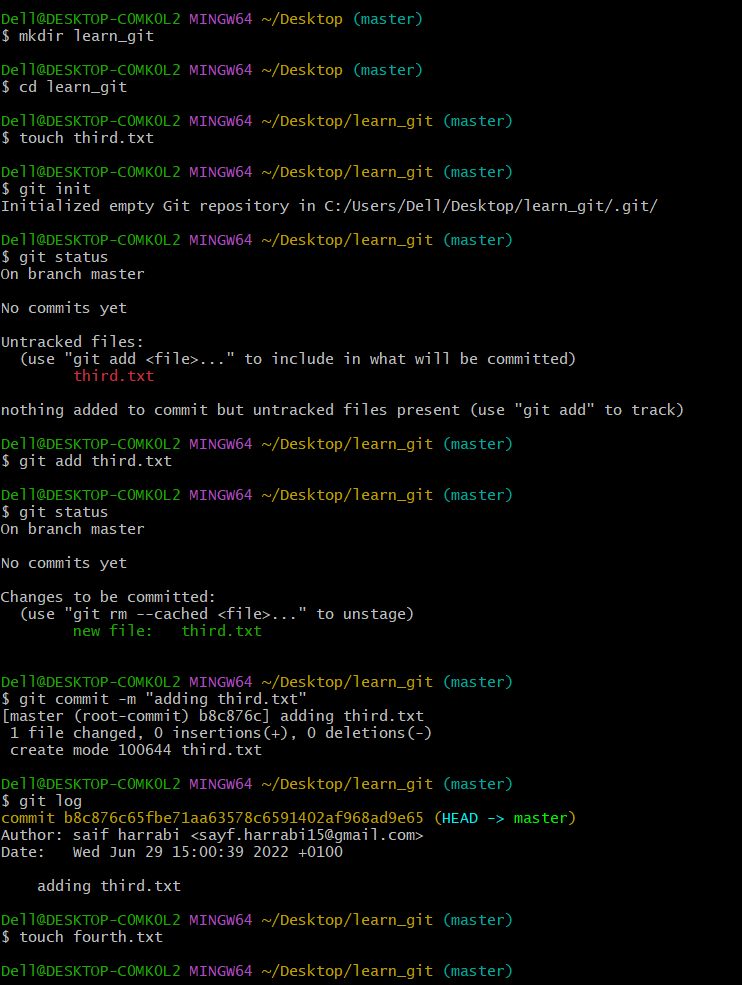 Dell@DESKTOP-COMKOL2 MINGW64 ~/Desktop (master)
$ mkdir learn_git
Dell@DESKTOP-COMKOL2 MINGW64 ~/Desktop (master)
$ cd learn_git
Dell@DESKTOP-COMKOL2 MINGW64 ~/Desktop/learn_git (master)
$ touch third.txt
Dell@DESKTOP-COMKOL2 MINGW64 ~/Desktop/learn_git (master)
$ git init
Initialized empty Git repository in C:/Users/Dell/Desktop/learn_git/.git/
Dell@DESKTOP-COMKOL2 MINGW64 ~/Desktop/learn_git (master)
$ git status
On branch master
No commits yet
Untracked files:
  (use "git add <file>..." to include in what will be committed)
        third.txt
nothing added to commit but untracked files present (use "git add" to track)
Dell@DESKTOP-COMKOL2 MINGW64 ~/Desktop/learn_git (master)
$ git add third.txt
Dell@DESKTOP-COMKOL2 MINGW64 ~/Desktop/learn_git (master)
$ git status
On branch master
No commits yet
Changes to be committed:
  (use "git rm --cached <file>..." to unstage)
        new file:   third.txt
Dell@DESKTOP-COMKOL2 MINGW64 ~/Desktop/learn_git (master)
$ git commit -m "adding third.txt"
[master (root-commit) b8c876c] adding third.txt
 1 file changed, 0 insertions(+), 0 deletions(-)
 create mode 100644 third.txt
Dell@DESKTOP-COMKOL2 MINGW64 ~/Desktop/learn_git (master)
$ git log
commit b8c876c65fbe71aa63578c6591402af968ad9e65 (HEAD -> master)
Author: saif harrabi <sayf.harrabi15@gmail.com>
Date:   Wed Jun 29 15:00:39 2022 +0100
    adding third.txt
Dell@DESKTOP-COMKOL2 MINGW64 ~/Desktop/learn_git (master)
$ touch fourth.txt
Dell@DESKTOP-COMKOL2 MINGW64 ~/Desktop/learn_git (master)